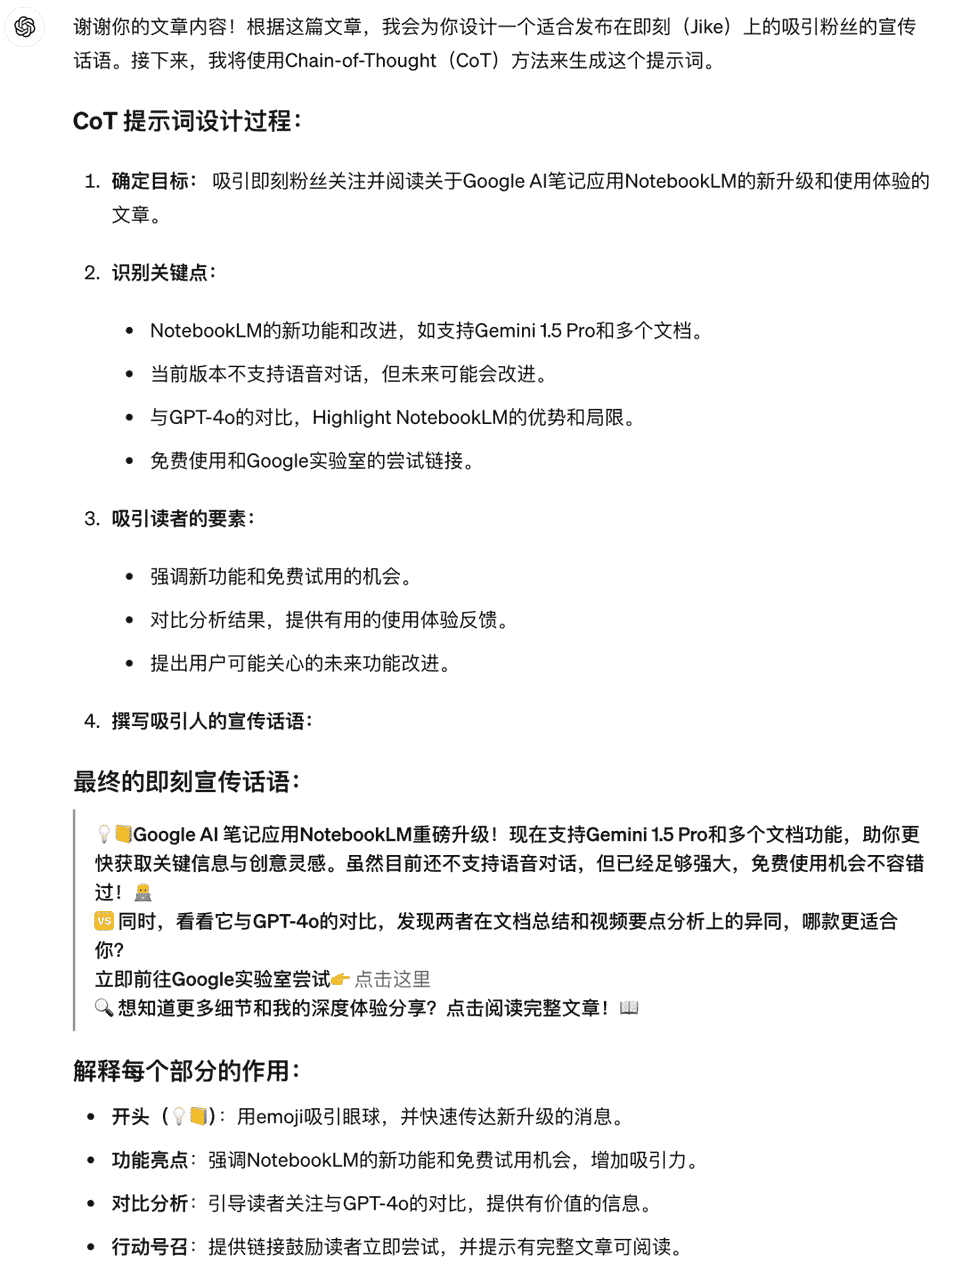 谢谢你的文章内容！根据这篇文章，我会为你设计一个适合发布在即刻（Jike）上的吸引粉丝的宣传
话语。接下来，我将使用Chain-of-Thought（CoT）方法来生成这个提示词。
CoT 提示词设计过程：
1. 确定目标： 吸引即刻粉丝关注并阅读关于Google AI笔记应用NotebookLM的新升级和使用体验的
文章。
2. 识别关键点：
• NotebookLM的新功能和改进，如支持Gemini 1.5 Pro和多个文档。
• 当前版本不支持语音对话，但未来可能会改进。
• 与GPT-4o的对比，Highlight NotebookLM的优势和局限。
• 免费使用和Google实验室的尝试链接。
3. 吸引读者的要素：
• 强调新功能和免费试用的机会。
• 对比分析结果，提供有用的使用体验反馈。
• 提出用户可能关心的未来功能改进。
4. 撰写吸引人的宣传话语：
最终的即刻宣传话语：
💡📒Google AI 笔记应用NotebookLM重磅升级！现在支持Gemini 1.5 Pro和多个文档功能，助你更
快获取关键信息与创意灵感。虽然目前还不支持语音对话，但已经足够强大，免费使用机会不容错
过！👩‍💻
🆚 同时，看看它与GPT-4o的对比，发现两者在文档总结和视频要点分析上的异同，哪款更适合
你？
立即前往Google实验室尝试👉 点击这里
🔍 想知道更多细节和我的深度体验分享？点击阅读完整文章！📖
解释每个部分的作用：
• 开头（💡📒）：用emoji吸引眼球，并快速传达新升级的消息。
• 功能亮点：强调NotebookLM的新功能和免费试用机会，增加吸引力。
• 对比分析：引导读者关注与GPT-4o的对比，提供有价值的信息。
• 行动号召：提供链接鼓励读者立即尝试，并提示有完整文章可阅读。